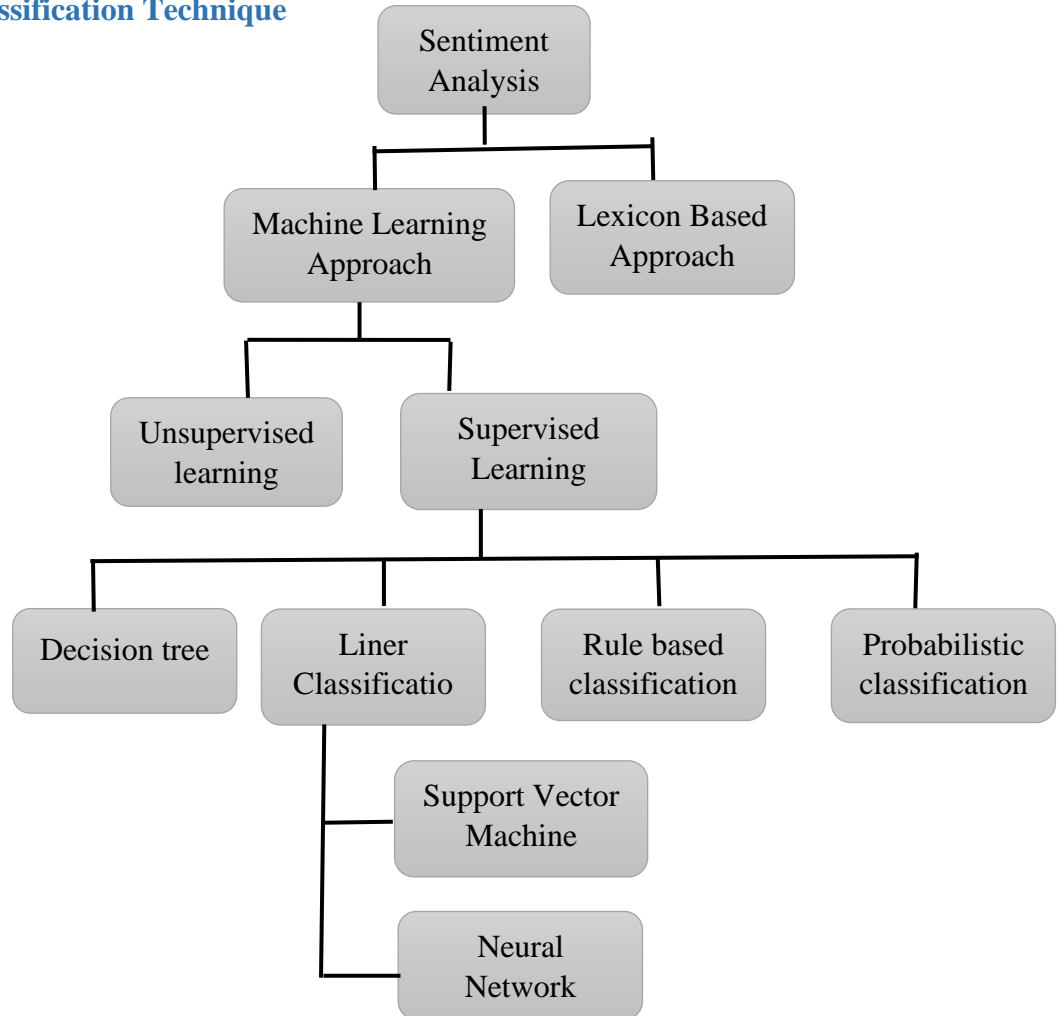 ssification Technique
Sentiment
Analysis
Machine Learning
Approach
Lexicon Based
Approach
Unsupervised
learning
Supervised
Learning
Decision tree
Liner
Classificatio
Rule based
classification
Probabilistic
classification
Support Vector
Machine
Neural
Network